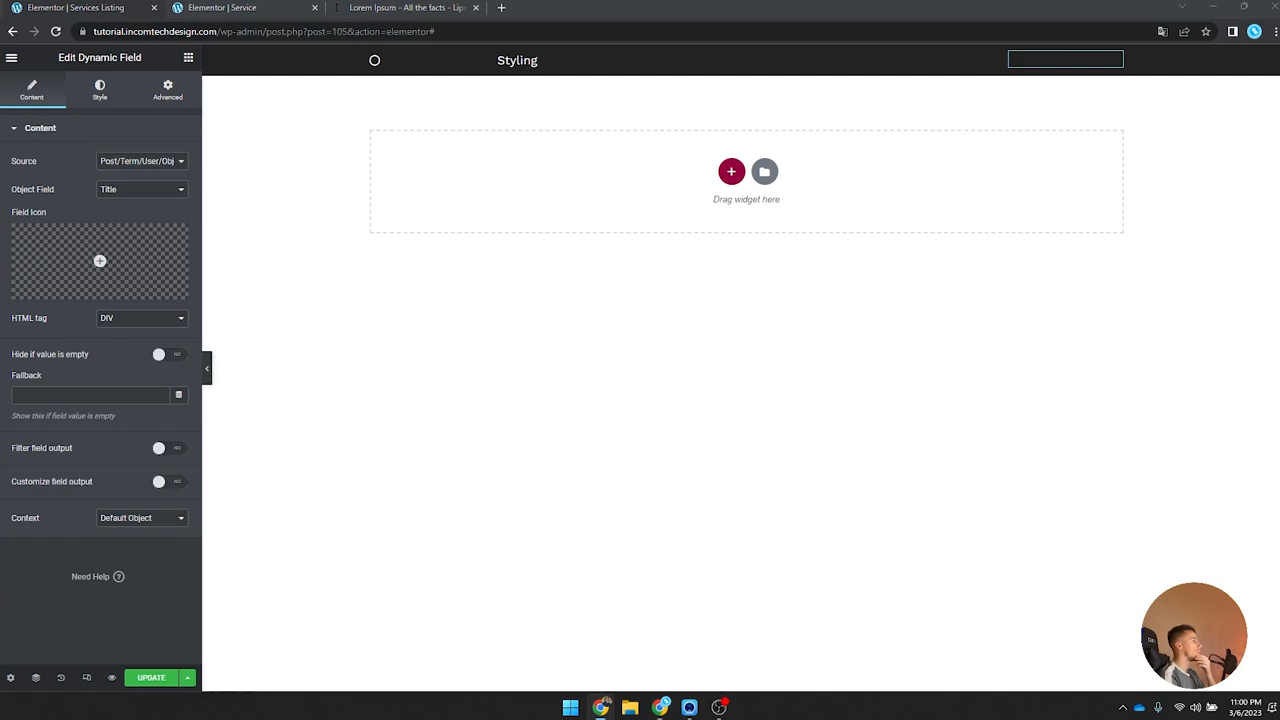 Elementor | Services Listing
Elementor | Service
Lorem Ipsum - All the facts - Lips
tutorial.incomtechdesign.com/wp-admin/post.php?post=105&action=elementor#
Edit Dynamic Field
Content
Style
Advanced
Content
Source
Post/Term/User/Obj
Object Field
Title
Field Icon
HTML tag
DIV
Hide if value is empty
NO
Fallback
Show this if field value is empty
Filter field output
NO
Customize field output
NO
Context
Default Object
Need Help ?
UPDATE
Styling
Drag widget here
11:00 PM
3/6/2023